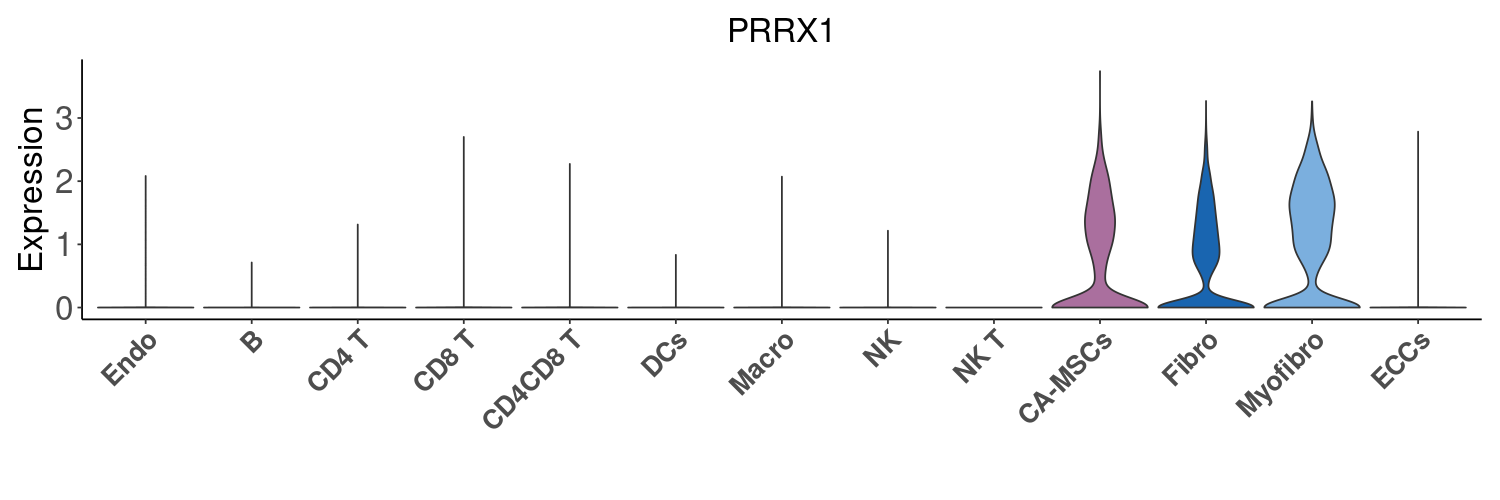 PRRX1
Expression
3
2
1
0
Endo
B
CD4 T
CD8 T
CD4CD8 T
DCs
Macro
NK
NK T
CA-MSCs
Fibro
Myofibro
ECCs